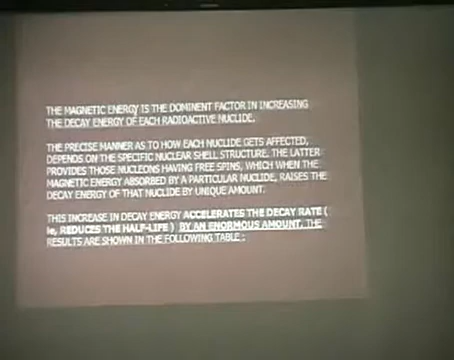 THE MAGNETIC ENERGY IS THE DOMINENT FACTOR IN INCREASING
THE DECAY ENERGY OF EACH RADIOACTIVE NUCLIDE.
THE PRECISE MANNER AS TO HOW EACH NUCLIDE GETS AFFECTED,
DEPENDS ON THE SPECIFIC NUCLEAR SHELL STRUCTURE. THE LATTER
PROVIDES THOSE NUCLEONS HAVING FREE SPINS, WHICH WHEN THE
MAGNETIC ENERGY ABSORBED BY A PARTICULAR NUCLIDE, RAISES THE
DECAY ENERGY OF THAT NUCLIDE BY UNIQUE AMOUNT.
THIS INCREASE IN DECAY ENERGY ACCELERATES THE DECAY RATE (
ie, REDUCES THE HALF-LIFE ) BY AN ENORMOUS AMOUNT. THE
RESULTS ARE SHOWN IN THE FOLLOWING TABLE :